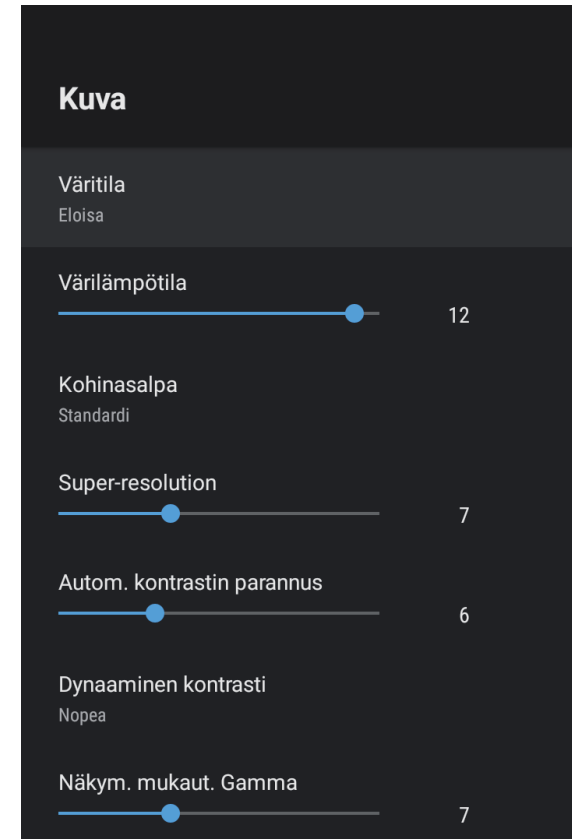 Kuva
Väritila
Eloisa
Värilämpötila
12
Kohinasalpa
Standardi
Super-resolution
7
Autom. kontrastin parannus
6
Dynaaminen kontrasti
Nopea
Näkym. mukaut. Gamma
7